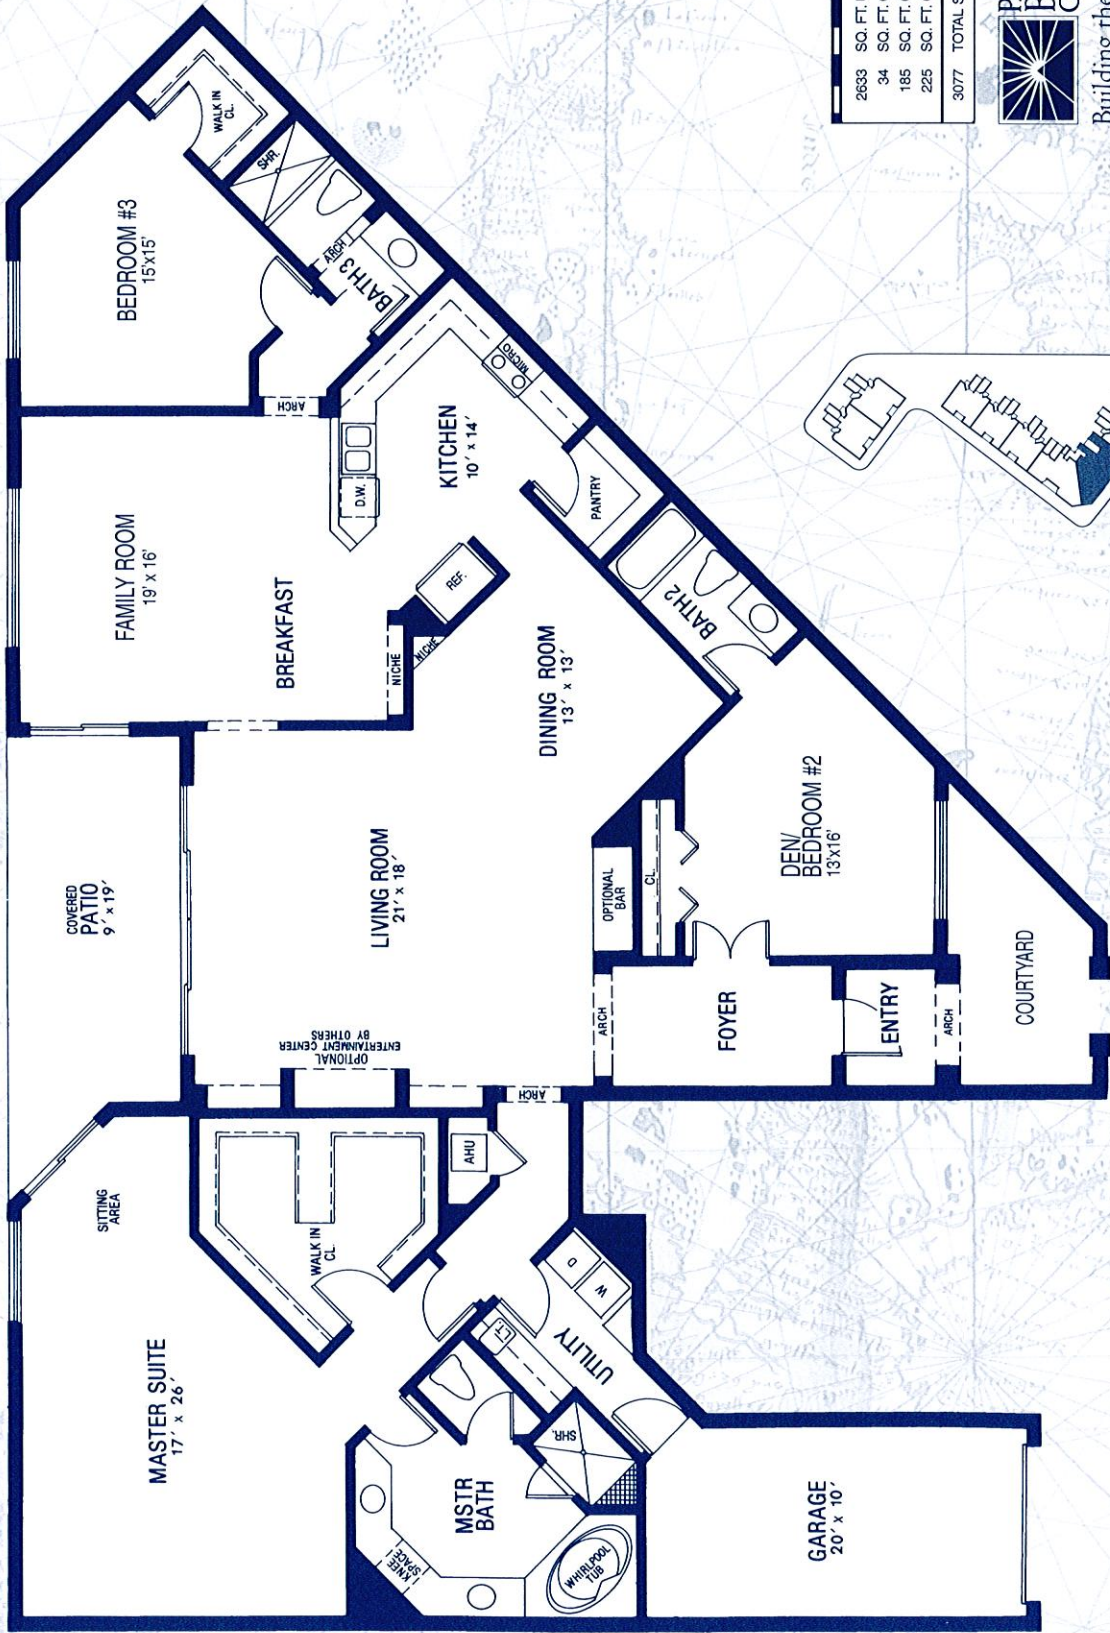 WALK IN
CL.
SHR.
BEDROOM #3
15'x15'
ARCH
BATH 3
ARCH
FAMILY ROOM
19' x 16'
BREAKFAST
D.W.
KITCHEN
10' x 14'
MICRO
PANTRY
REF.
NICHE
NICHE
DINING ROOM
13' x 13'
BATH 2
COVERED
PATIO
9' x 19'
LIVING ROOM
21' x 18'
OPTIONAL
ENTERTAINMENT CENTER
BY OTHERS
OPTIONAL
BAR
CL.
DEN/
BEDROOM #2
13'x16'
ARCH
FOYER
ENTRY
ARCH
COURTYARD
ARCH
AHU
SITTING
AREA
WALK IN
CL.
MASTER SUITE
17' x 26'
D
W
L.T.
UTILITY
SHR.
MSTR
BATH
KNEE
SPACE
WHIRLPOOL
TUB
GARAGE
20' x 10'
2633 SQ. FT.
34 SQ. FT.
185 SQ. FT.
225 SQ. FT.
3077 TOTAL S
Building the